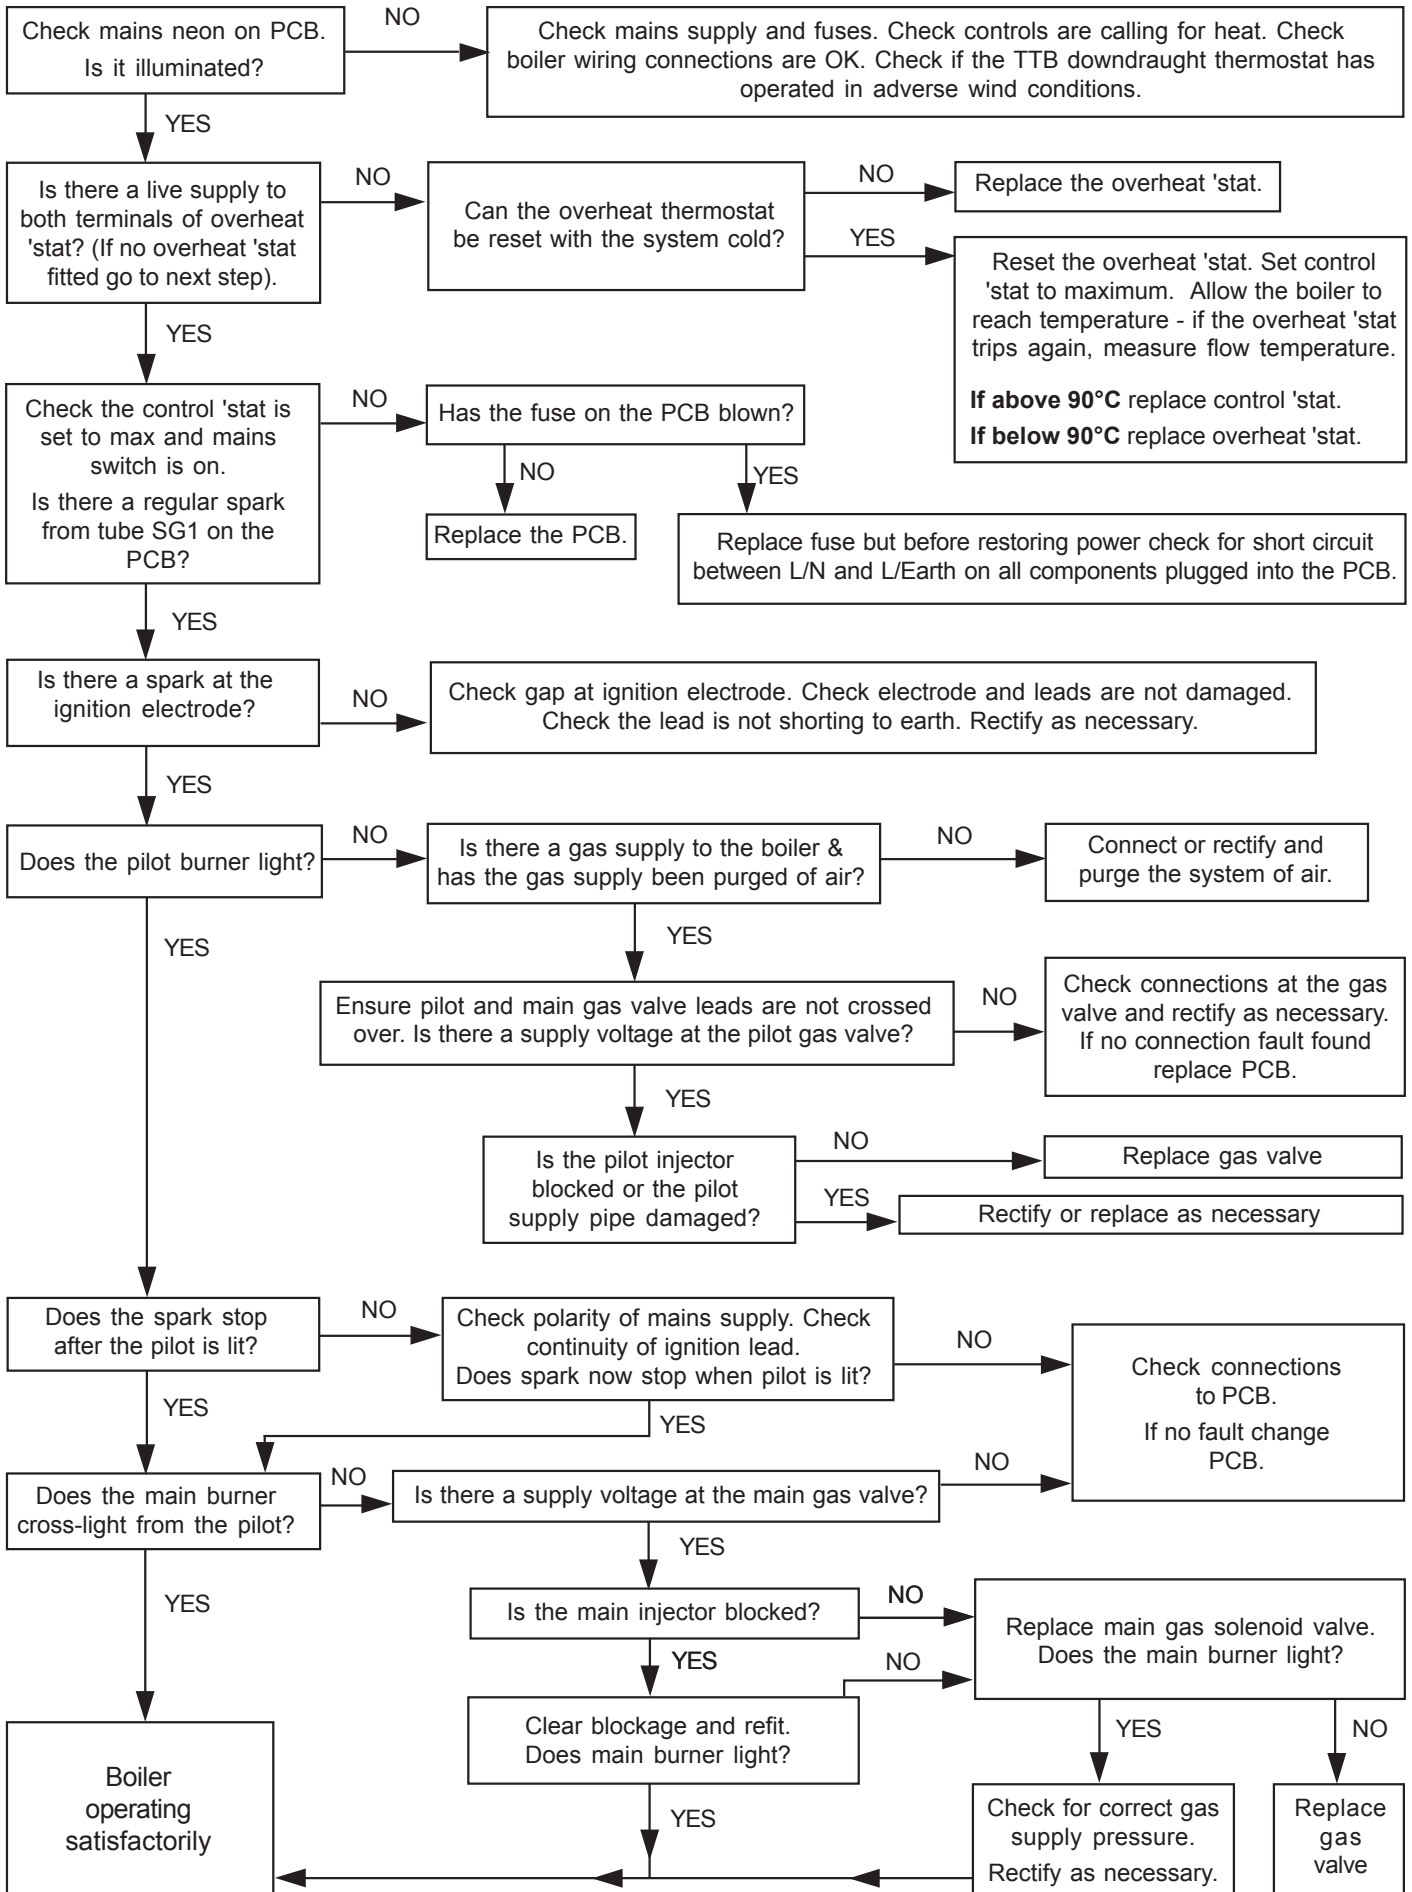 Check mains neon on PCB.
Is it illuminated?
NO
Check mains supply and fuses. Check controls are calling for heat. Check
boiler wiring connections are OK. Check if the TTB downdraught thermostat has
operated in adverse wind conditions.
YES
Is there a live supply to
both terminals of overheat
'stat? (If no overheat 'stat
fitted go to next step).
NO
Can the overheat thermostat
be reset with the system cold?
NO
Replace the overheat 'stat.
YES
Reset the overheat 'stat. Set control
'stat to maximum. Allow the boiler to
reach temperature - if the overheat 'stat
trips again, measure flow temperature.
If above 90°C replace control 'stat.
If below 90°C replace overheat 'stat.
YES
Check the control 'stat is
set to max and mains
switch is on.
Is there a regular spark
from tube SG1 on the
PCB?
NO
Has the fuse on the PCB blown?
NO
Replace the PCB.
YES
Replace fuse but before restoring power check for short circuit
between L/N and L/Earth on all components plugged into the PCB.
YES
Is there a spark at the
ignition electrode?
NO
Check gap at ignition electrode. Check electrode and leads are not damaged.
Check the lead is not shorting to earth. Rectify as necessary.
YES
Does the pilot burner light?
NO
Is there a gas supply to the boiler &
has the gas supply been purged of air?
NO
Connect or rectify and
purge the system of air.
YES
YES
Ensure pilot and main gas valve leads are not crossed
over. Is there a supply voltage at the pilot gas valve?
NO
Check connections at the gas
valve and rectify as necessary.
If no connection fault found
replace PCB.
YES
Is the pilot injector
blocked or the pilot
supply pipe damaged?
NO
Replace gas valve
YES
Rectify or replace as necessary
Does the spark stop
after the pilot is lit?
NO
Check polarity of mains supply. Check
continuity of ignition lead.
Does spark now stop when pilot is lit?
NO
Check connections
to PCB.
If no fault change
PCB.
YES
YES
Does the main burner
cross-light from the pilot?
NO
Is there a supply voltage at the main gas valve?
NO
YES
YES
Is the main injector blocked?
NO
Replace main gas solenoid valve.
Does the main burner light?
YES
Clear blockage and refit.
Does main burner light?
NO
YES
NO
Boiler
operating
satisfactorily
YES
Check for correct gas
supply pressure.
Rectify as necessary.
Replace
gas
valve